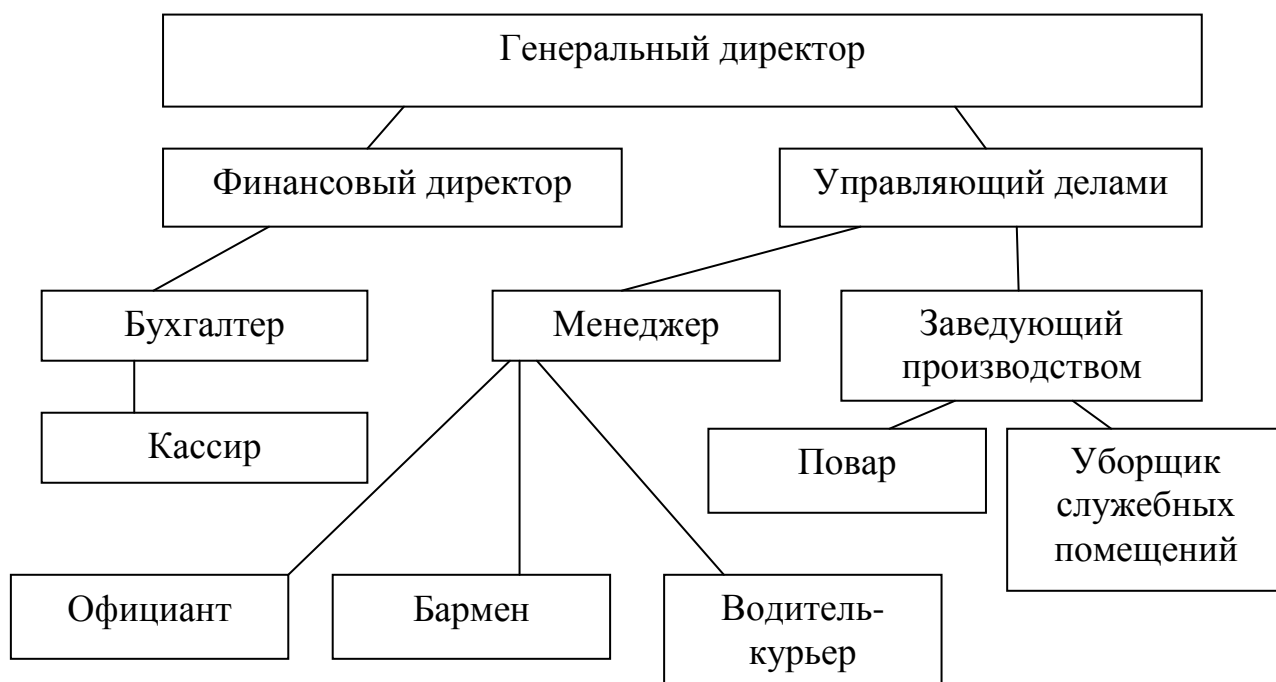 Генеральный директор
Финансовый директор
Управляющий делами
Бухгалтер
Менеджер
Заведующий
производством
Кассир
Повар
Уборщик
служебных
помещений
Официант
Бармен
Водитель-
курьер